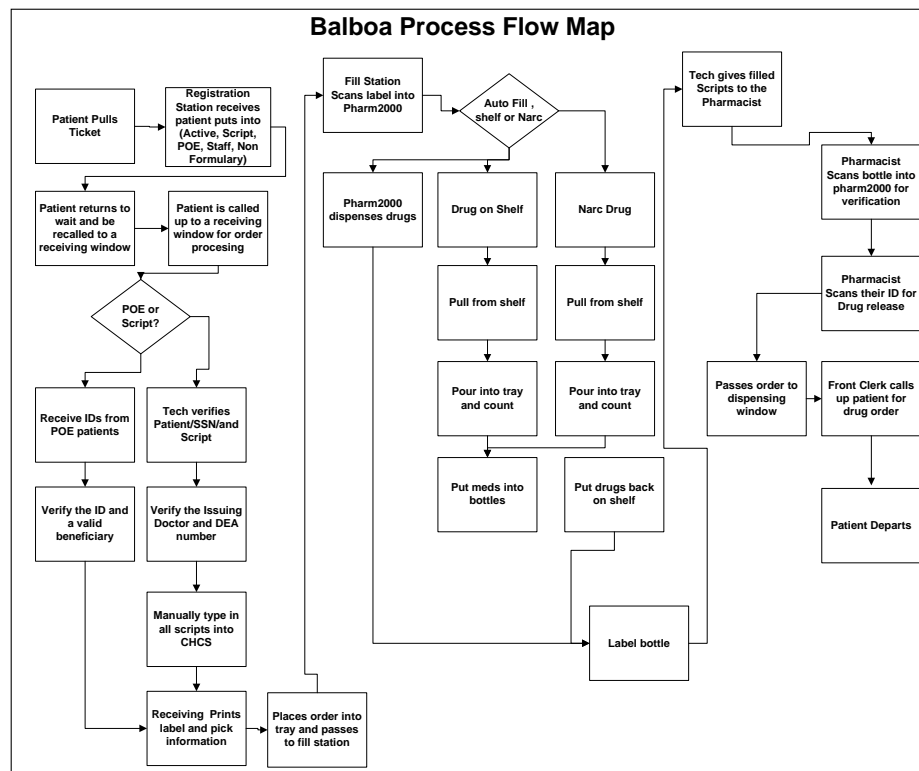 Balboa Process Flow Map
Patient Pulls
Ticket
Registration
Station receives
patient puts into
(Active, Script,
POE, Staff, Non
Formulary)
Patient returns to
wait and be
recalled to a
receiving window
Patient is called
up to a receiving
window for order
procesing
POE or
Script?
Receive IDs from
POE patients
Tech verifies
Patient/SSN/and
Script
Verify the ID and
a valid
beneficiary
Verify the Issuing
Doctor and DEA
number
Manually type in
all scripts into
CHCS
Receiving Prints
label and pick
information
Places order into
tray and passes
to fill station
Fill Station
Scans label into
Pharm2000
Auto Fill ,
shelf or Narc
Pharm2000
dispenses drugs
Drug on Shelf
Narc Drug
Pull from shelf
Pull from shelf
Pour into tray
and count
Pour into tray
and count
Put meds into
bottles
Put drugs back
on shelf
Label bottle
Tech gives filled
Scripts to the
Pharmacist
Pharmacist
Scans bottle into
pharm2000 for
verification
Pharmacist
Scans their ID for
Drug release
Passes order to
dispensing
window
Front Clerk calls
up patient for
drug order
Patient Departs